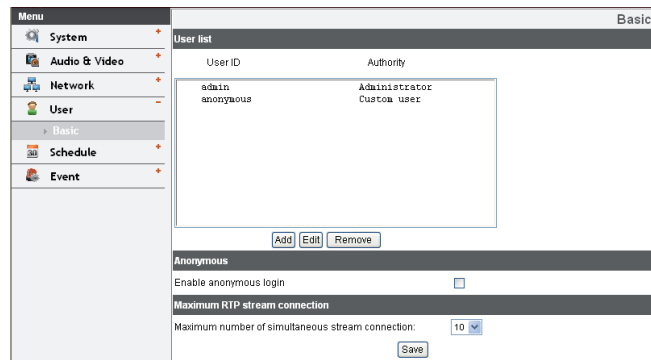 Menu
Basic
System
Audio & Video
Network
User
Basic
Schedule
30
Event
User list
User ID Authority
admin Administrator
anonymous Custom user
Add Edit Remove
Anonymous
Enable anonymous login
Maximum RTP stream connection
Maximum number of simultaneous stream connection: 10
Save